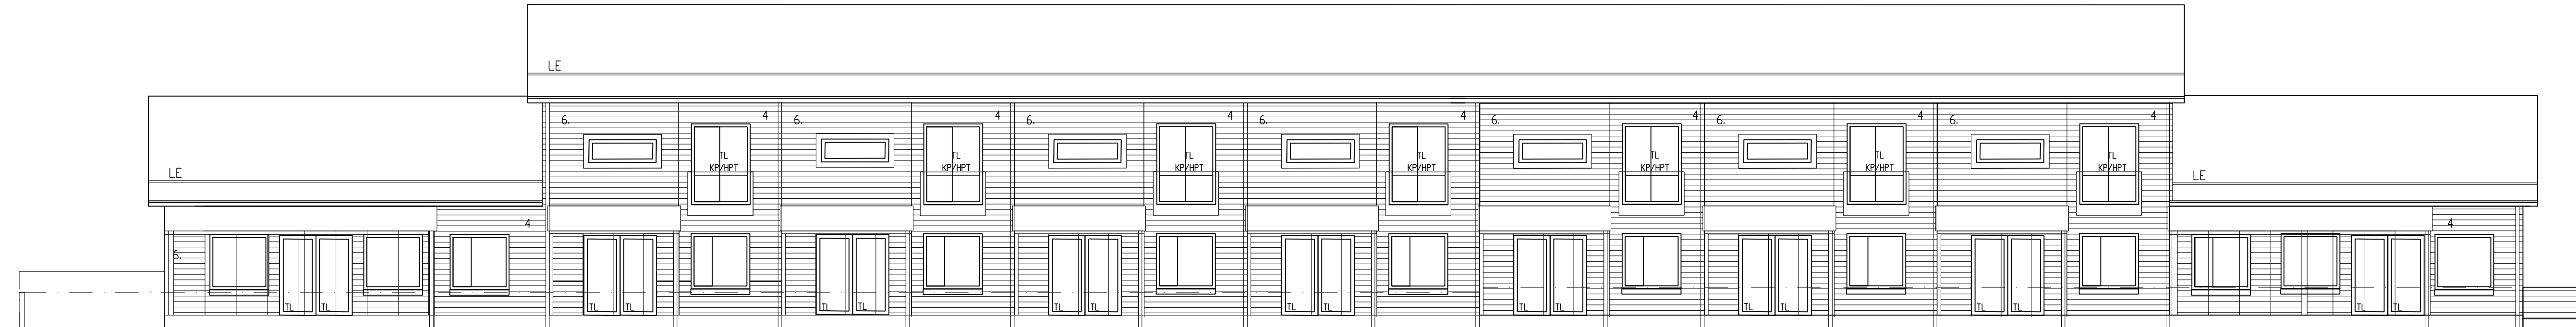 LE
6. 4 6. 4 6. 4 6. 4 6. 4 6. 4 6. 4
TL TL TL TL TL TL TL
KP/HPT KP/HPT KP/HPT KP/HPT KP/HPT KP/HPT KP/HPT
LE LE
4 4
6.
TL TL TL TL TL TL TL TL TL TL TL TL TL TL TL TL TL TL